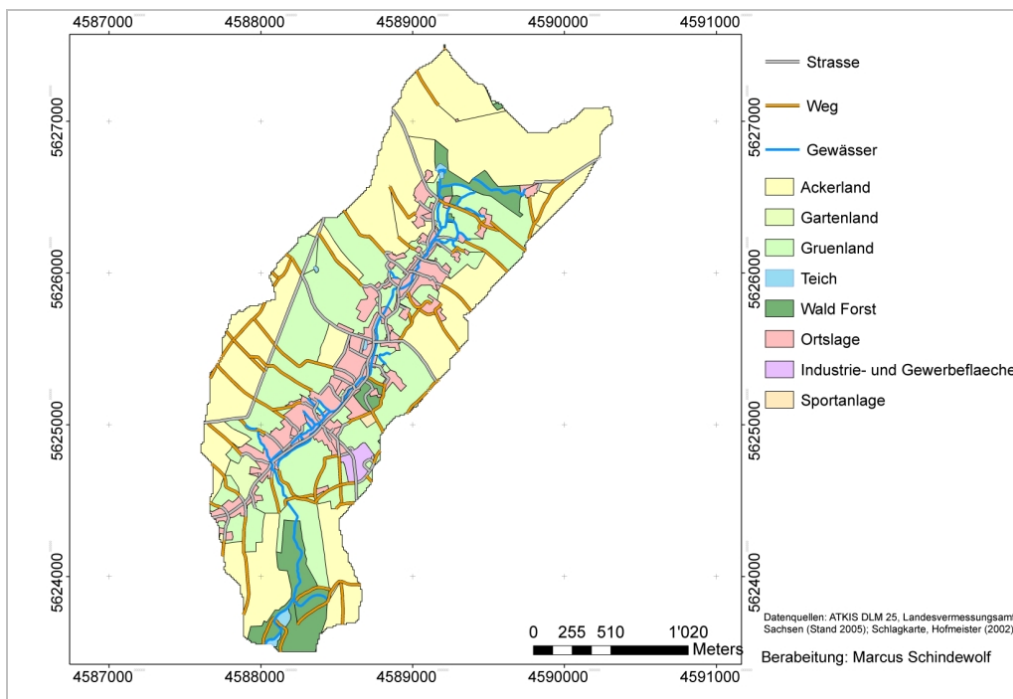 4587000 4588000 4589000 4590000 4591000
5627000 5627000
5626000 5626000
5625000 5625000
5624000 5624000
4587000 4588000 4589000 4590000 4591000
Strasse
Weg
Gewässer
Ackerland
Gartenland
Gruenland
Teich
Wald Forst
Ortslage
Industrie- und Gewerbeflaeche
Sportanlage
0 255 510 1'020
Meters
Datenquellen: ATKIS DLM 25, Landesvermessungsamt
Sachsen (Stand 2005); Schlagkarte, Hofmeister (2002)
Berabeitung: Marcus Schindewolf